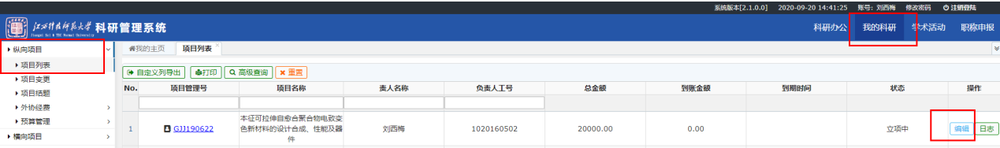 系统版本[2.1.0.0] 2020-09-20 14:41:25 账号: 刘西梅 修改密码 注销登陆
江西科技师范大学 科研管理系统
Jiangxi Sci & TEC Normal University
科研办公 我的科研 学术活动 职称申报
纵向项目
项目列表
项目变更
项目结题
外协经费
预算管理
横向项目
我的主页 项目列表
自定义列导出 打印 高级查询 重置
No. 项目管理号 项目名称 责人名称 负责人工号 总金额 到账金额 到期时间 状态 操作
1 GJJ190622 本征可拉伸自愈合聚合物电致变
色新材料的设计合成、性能及器
件
刘西梅 1020160502 20000.00 0.00 立项中 编辑 日志